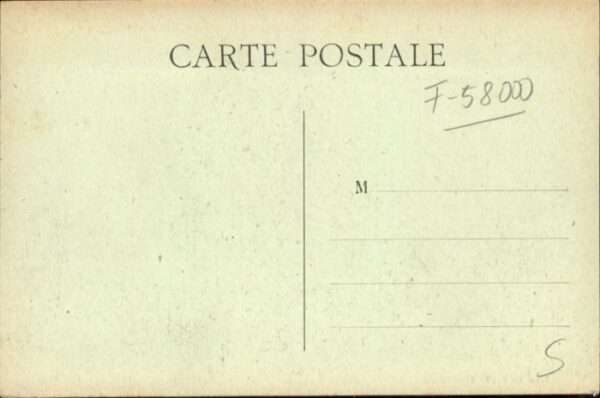 CARTE POSTALE
F-58000
M
S